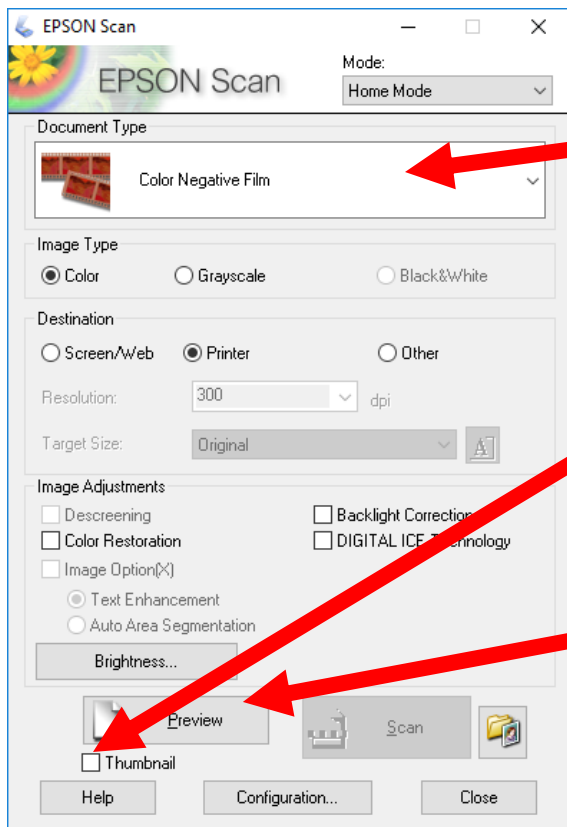 EPSON Scan
EPSON Scan
Mode:
Home Mode
Document Type
Color Negative Film
Image Type
Color Grayscale Black&White
Destination
Screen/Web Printer Other
Resolution: 300 dpi
Target Size: Original A
Image Adjustments
Descreening Backlight Correction
Color Restoration DIGITAL ICE Technology
Image Option(X)
Text Enhancement
Auto Area Segmentation
Brightness...
Preview Scan
Thumbnail
Help Configuration... Close